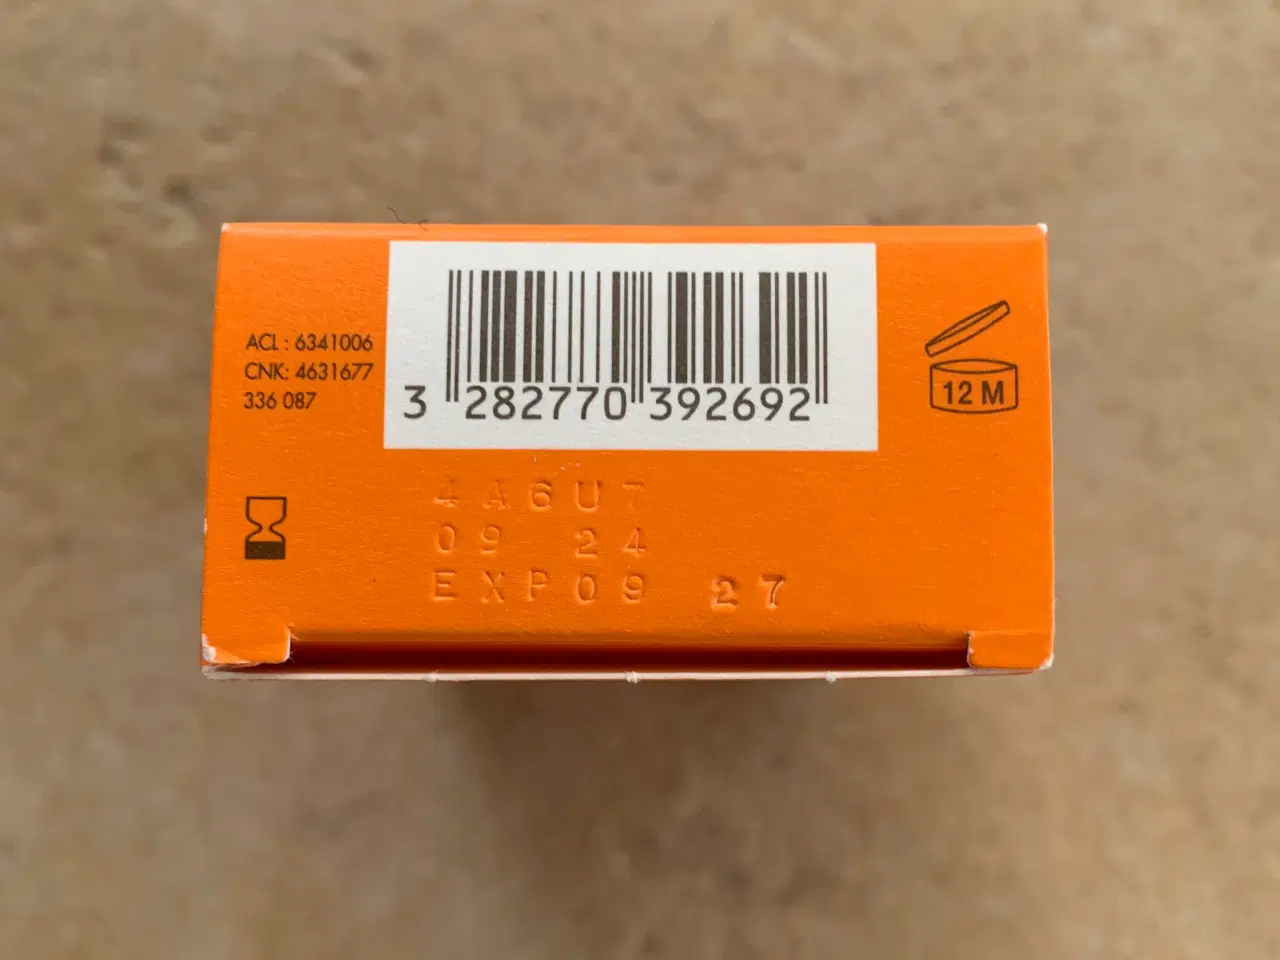 ACL : 6341006
CNK: 4631677
336 087
3 282770 392692
12 M
4A6U7
09 24
EXP09 27